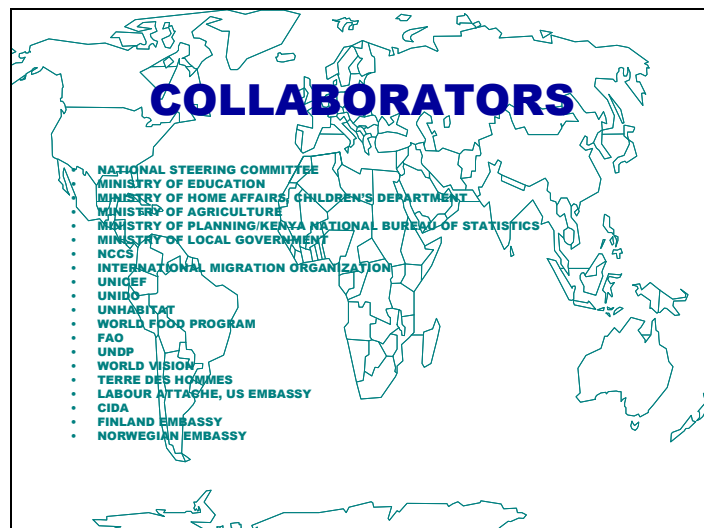 COLLABORATORS
NATIONAL STEERING COMMITTEE
• MINISTRY OF EDUCATION
• MINISTRY OF HOME AFFAIRS, CHILDREN'S DEPARTMENT
• MINISTRY OF AGRICULTURE
• MINISTRY OF PLANNING/KENYA NATIONAL BUREAU OF STATISTICS
• MINISTRY OF LOCAL GOVERNMENT
• NCCS
• INTERNATIONAL MIGRATION ORGANIZATION
• UNICEF
• UNIDO
• UNHABITAT
• WORLD FOOD PROGRAM
• FAO
• UNDP
• WORLD VISION
• TERRE DES HOMMES
• LABOUR ATTACHE, US EMBASSY
• CIDA
• FINLAND EMBASSY
• NORWEGIAN EMBASSY